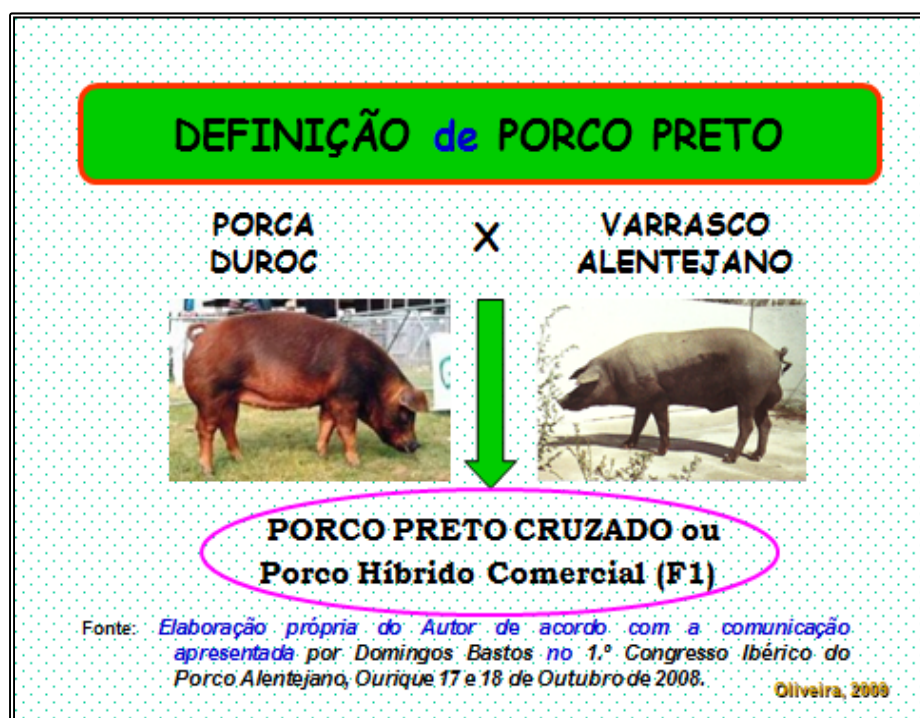 DEFINIÇÃO de PORCO PRETO
PORCA DUROC
X
VARRASCO ALENTEJANO
PORCO PRETO CRUZADO ou
Porco Híbrido Comercial (F1)
Fonte: Elaboração própria do Autor de acordo com a comunicação
apresentada por Domingos Bastos no 1.º Congresso Ibérico do
Porco Alentejano, Ourique 17 e 18 de Outubro de 2008.
Oliveira, 2009